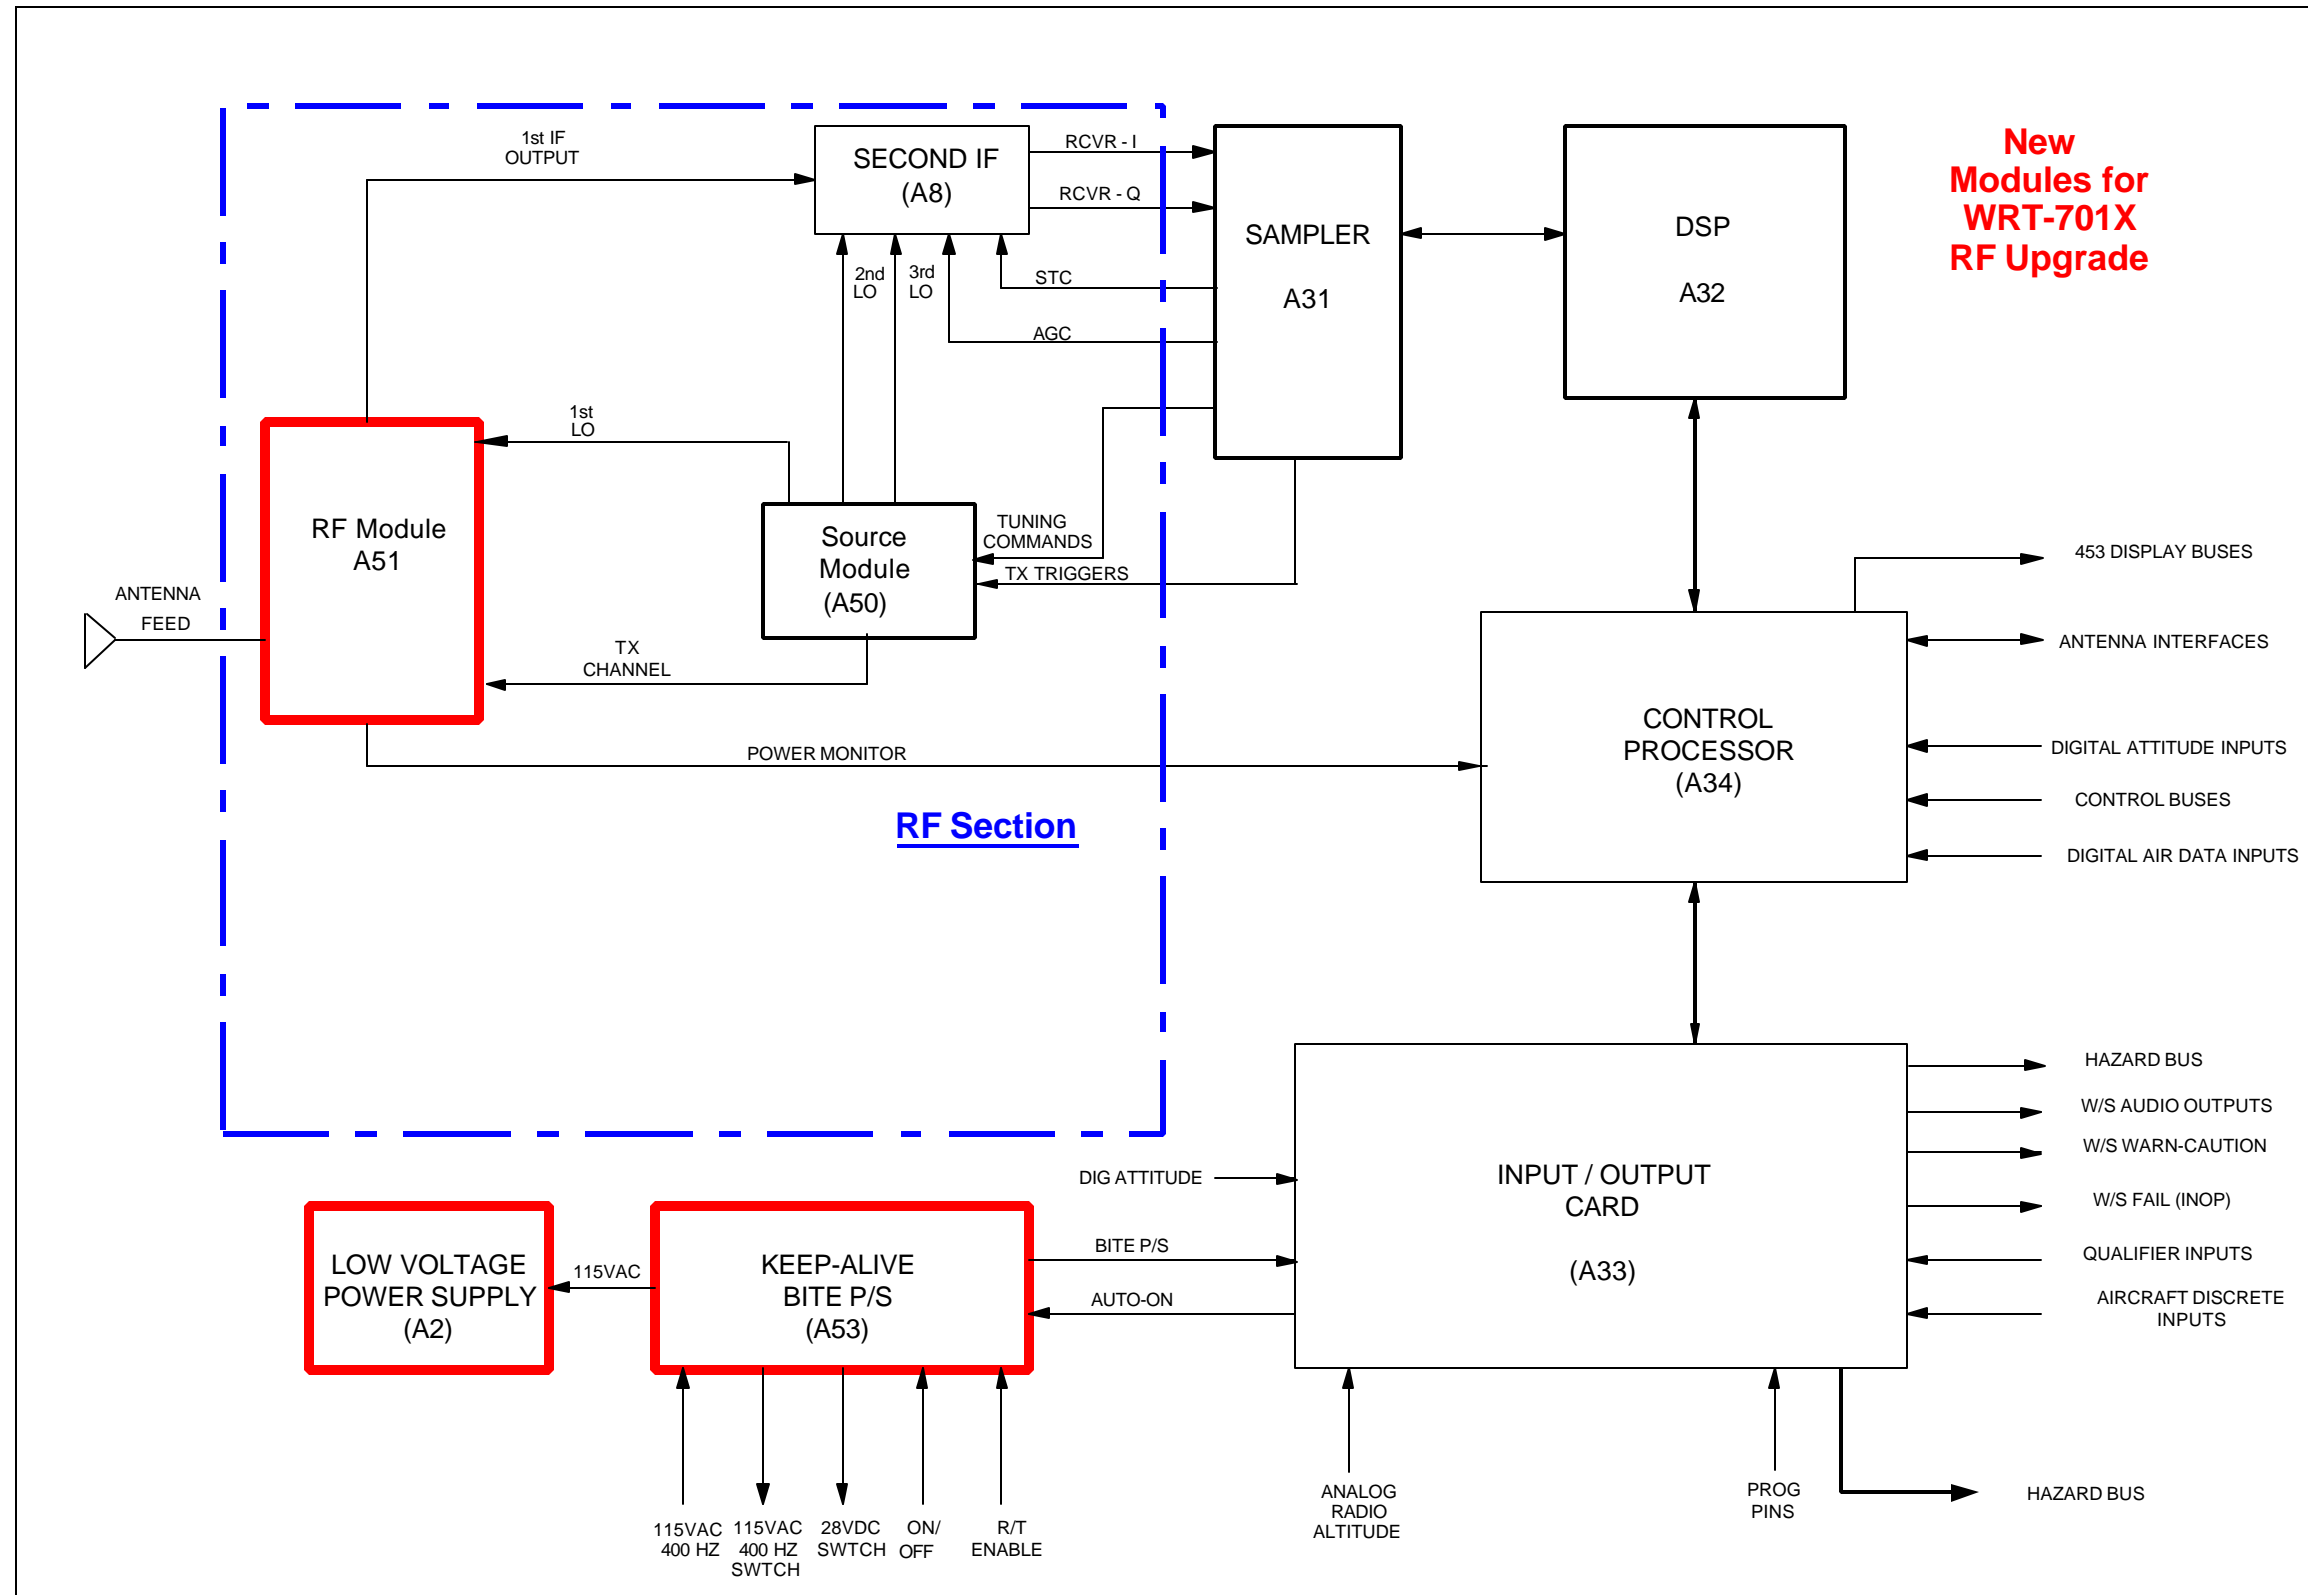 1st IF
OUTPUT
SECOND IF
(A8)
RCVR - I
RCVR - Q
2nd
LO
3rd
LO
STC
AGC
SAMPLER
A31
DSP
A32
New
Modules for
WRT-701X
RF Upgrade
1st
LO
RF Module
A51
ANTENNA
FEED
Source
Module
(A50)
TUNING
COMMANDS
TX TRIGGERS
TX
CHANNEL
POWER MONITOR
RF Section
CONTROL
PROCESSOR
(A34)
453 DISPLAY BUSES
ANTENNA INTERFACES
DIGITAL ATTITUDE INPUTS
CONTROL BUSES
DIGITAL AIR DATA INPUTS
LOW VOLTAGE
POWER SUPPLY
(A2)
115VAC
KEEP-ALIVE
BITE P/S
(A53)
DIG ATTITUDE
BITE P/S
AUTO-ON
INPUT / OUTPUT
CARD
(A33)
HAZARD BUS
W/S AUDIO OUTPUTS
W/S WARN-CAUTION
W/S FAIL (INOP)
QUALIFIER INPUTS
AIRCRAFT DISCRETE
INPUTS
115VAC
400 HZ
115VAC
400 HZ
SWTCH
28VDC
SWTCH
ON/
OFF
R/T
ENABLE
ANALOG
RADIO
ALTITUDE
PROG
PINS
HAZARD BUS